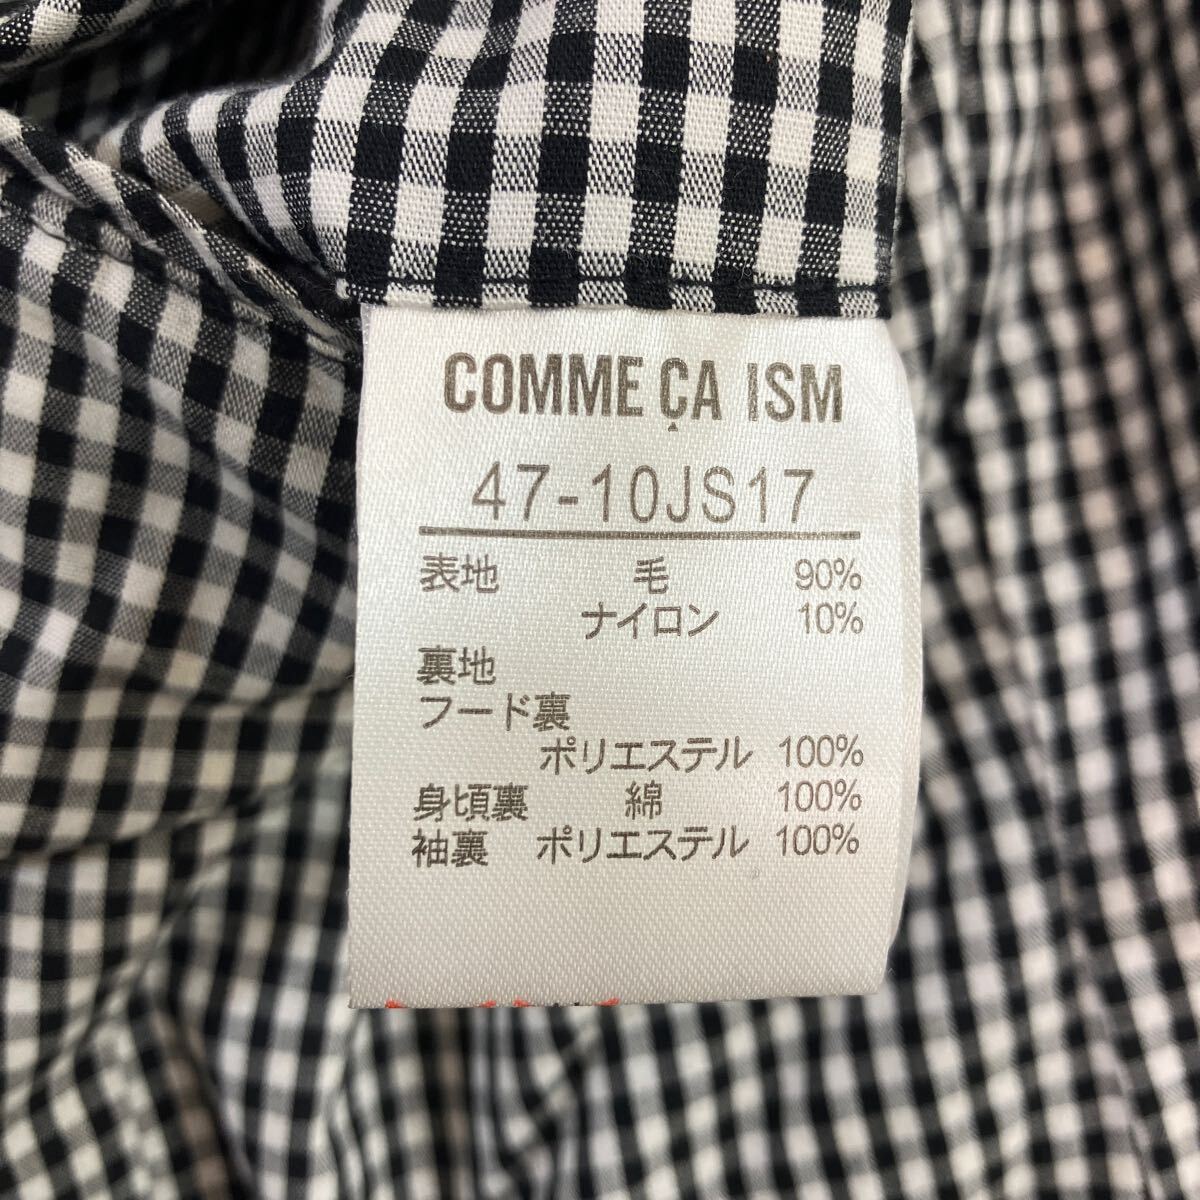 COMME ÇA ISM
47-10JS17
表地 毛 90%
ナイロン 10%
裏地
フード裏
ポリエステル 100%
身頃裏 綿 100%
袖裏 ポリエステル 100%